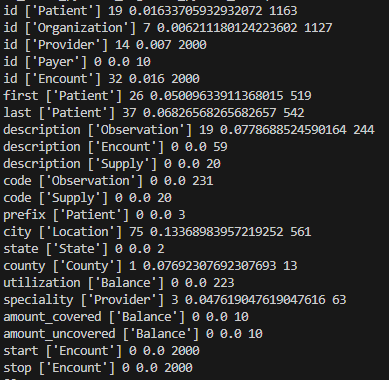 id ['Patient'] 19 0.01633705932932072 1163
id ['Organization'] 7 0.006211180124223602 1127
id ['Provider'] 14 0.007 2000
id ['Payer'] 0 0.0 10
id ['Encount'] 32 0.016 2000
first ['Patient'] 26 0.05009633911368015 519
last ['Patient'] 37 0.06826568265682657 542
description ['Observation'] 19 0.0778688524590164 244
description ['Encount'] 0 0.0 59
description ['Supply'] 0 0.0 20
code ['Observation'] 0 0.0 231
code ['Supply'] 0 0.0 20
prefix ['Patient'] 0 0.0 3
city ['Location'] 75 0.13368983957219252 561
state ['State'] 0 0.0 2
county ['County'] 1 0.07692307692307693 13
utilization ['Balance'] 0 0.0 223
speciality ['Provider'] 3 0.047619047619047616 63
amount_covered ['Balance'] 0 0.0 10
amount_uncovered ['Balance'] 0 0.0 10
start ['Encount'] 0 0.0 2000
stop ['Encount'] 0 0.0 2000